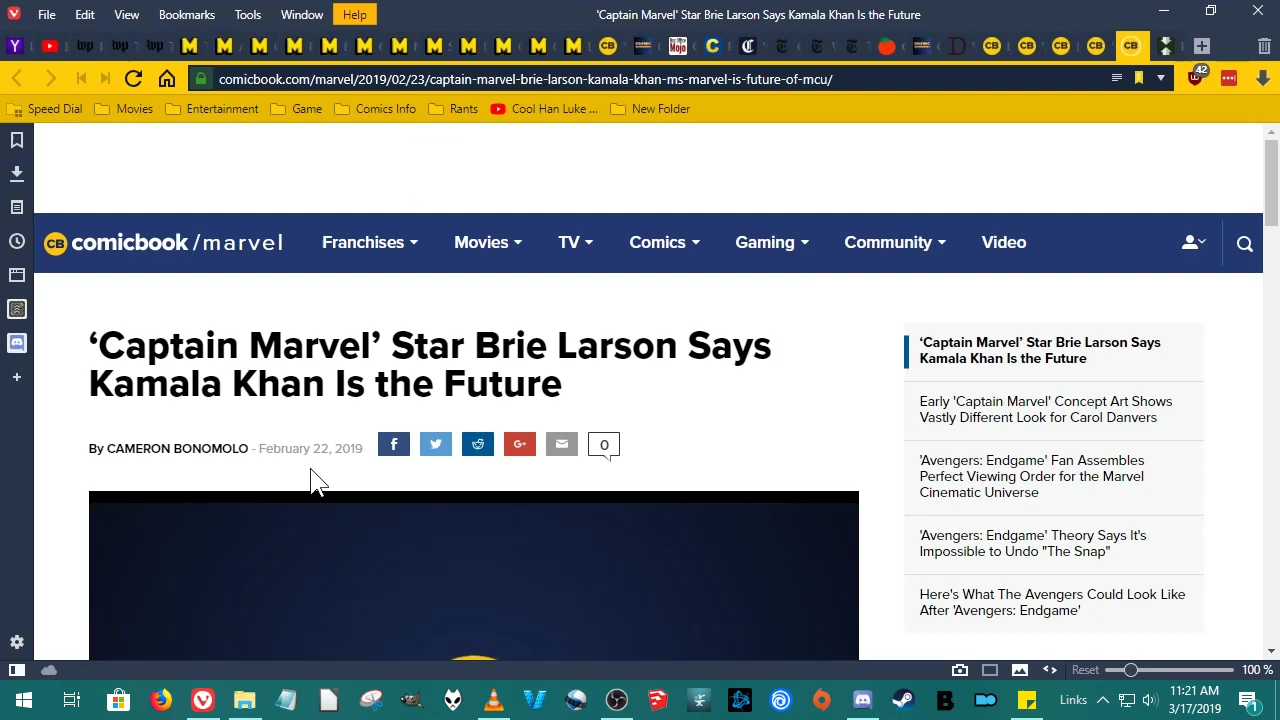 File Edit View Bookmarks Tools Window Help
'Captain Marvel' Star Brie Larson Says Kamala Khan Is the Future
comicbook.com/marvel/2019/02/23/captain-marvel-brie-larson-kamala-khan-ms-marvel-is-future-of-mcu/
42
Speed Dial Movies Entertainment Game Comics Info Rants Cool Han Luke ... New Folder
CB comicbook/marvel Franchises Movies TV Comics Gaming Community Video
‘Captain Marvel’ Star Brie Larson Says
Kamala Khan Is the Future
By CAMERON BONOMOLO - February 22, 2019
0
‘Captain Marvel’ Star Brie Larson Says
Kamala Khan Is the Future
Early 'Captain Marvel' Concept Art Shows
Vastly Different Look for Carol Danvers
'Avengers: Endgame' Fan Assembles
Perfect Viewing Order for the Marvel
Cinematic Universe
'Avengers: Endgame' Theory Says It's
Impossible to Undo "The Snap"
Here's What The Avengers Could Look Like
After 'Avengers: Endgame'
Reset 100 %
Links
11:21 AM
3/17/2019
1